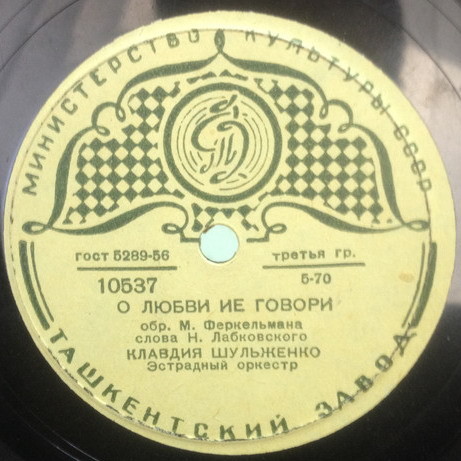 МИНИСТЕРСТВО КУЛЬТУРЫ СССР
гост 5289-56
третья гр.
10537
5-70
О ЛЮБВИ ИЕ ГОВОРИ
обр. М. Феркельмана
слова Н. Лабковского
КЛАВДИЯ ШУЛЬЖЕНКО
Эстрадный оркестр
ТАШКЕНТСКИЙ ЗАВОД